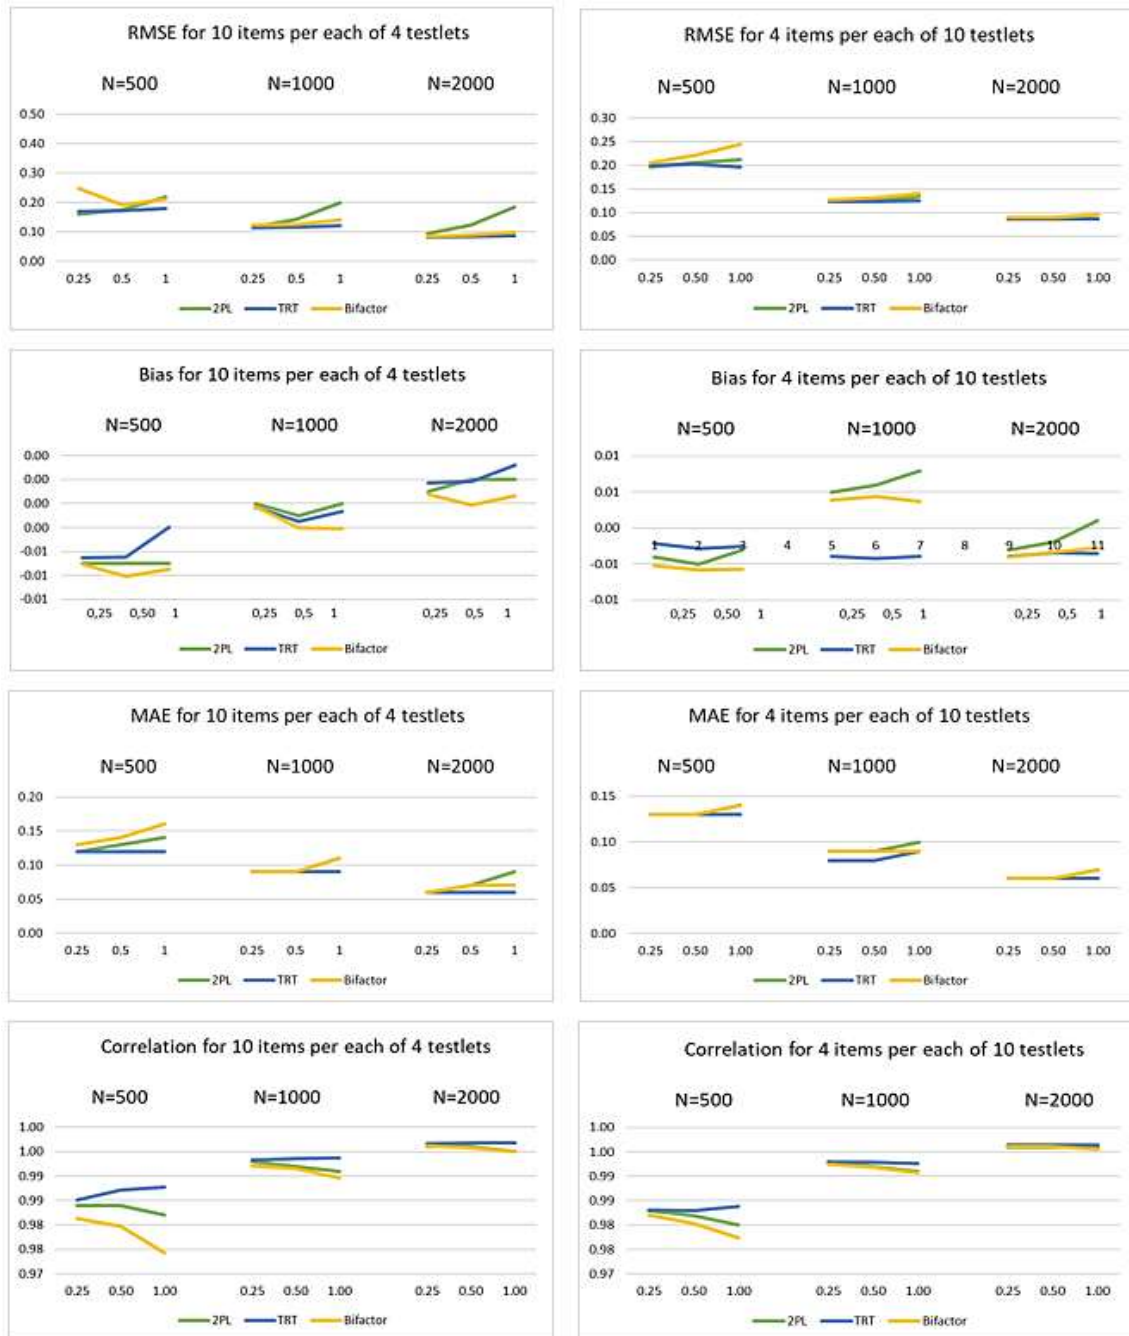 RMSE for 10 items per each of 4 testlets
N=500 N=1000 N=2000
0.50
0.40
0.30
0.20
0.10
0.00
0.25 0.5 1 0.25 0.5 1 0.25 0.5 1
2PL TRT Bifactor
RMSE for 4 items per each of 10 testlets
N=500 N=1000 N=2000
0.30
0.25
0.20
0.15
0.10
0.05
0.00
0.25 0.50 1.00 0.25 0.50 1.00 0.25 0.50 1.00
2PL TRT Bifactor
Bias for 10 items per each of 4 testlets
N=500 N=1000 N=2000
0.00
0.00
0.00
0.00
-0.01
-0.01
-0.01
0,25 0,50 1 0,25 0,5 1 0,25 0,5 1
2PL TRT Bifactor
Bias for 4 items per each of 10 testlets
N=500 N=1000 N=2000
0.01
0.01
0.00
1 2 3 4 5 6 7 8 9 10 11
-0.01
-0.01
0,25 0,50 1 0,25 0,5 1 0,25 0,5 1
2PL TRT Bifactor
MAE for 10 items per each of 4 testlets
N=500 N=1000 N=2000
0.20
0.15
0.10
0.05
0.00
0.25 0,5 1 0.25 0,5 1 0.25 0,5 1
2PL TRT Bifactor
MAE for 4 items per each of 10 testlets
N=500 N=1000 N=2000
0.15
0.10
0.05
0.00
0.25 0.50 1.00 0.25 0.50 1.00 0.25 0.50 1.00
2PL TRT Bifactor
Correlation for 10 items per each of 4 testlets
N=500 N=1000 N=2000
1.00
1.00
0.99
0.99
0.98
0.98
0.97
0.25 0.50 1.00 0.25 0.50 1.00 0.25 0.50 1.00
2PL TRT Bifactor
Correlation for 4 items per each of 10 testlets
N=500 N=1000 N=2000
1.00
1.00
0.99
0.99
0.98
0.98
0.97
0.25 0.50 1.00 0.25 0.50 1.00 0.25 0.50 1.00
2PL TRT Bifactor